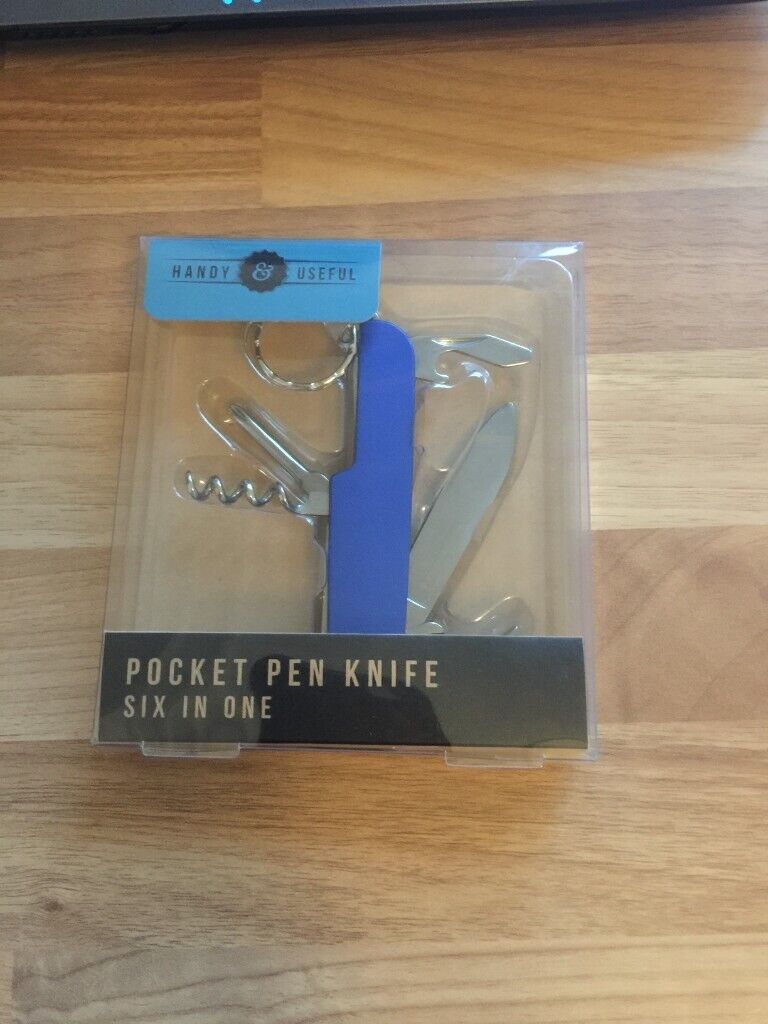 HANDY & USEFUL
POCKET PEN KNIFE
SIX IN ONE